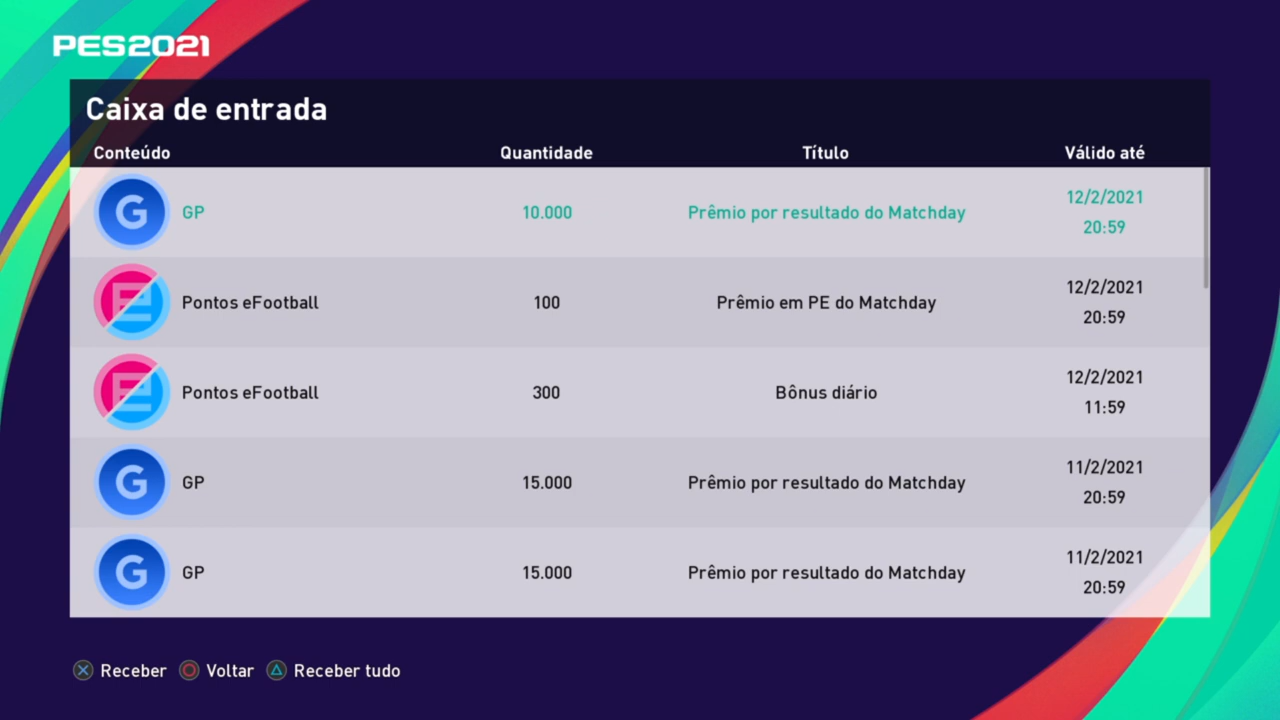 PES2021
Caixa de entrada
Conteúdo Quantidade Título Válido até
GP 10.000 Prêmio por resultado do Matchday 12/2/2021
20:59
Pontos eFootball 100 Prêmio em PE do Matchday 12/2/2021
20:59
Pontos eFootball 300 Bônus diário 12/2/2021
11:59
GP 15.000 Prêmio por resultado do Matchday 11/2/2021
20:59
GP 15.000 Prêmio por resultado do Matchday 11/2/2021
20:59
Receber Voltar Receber tudo